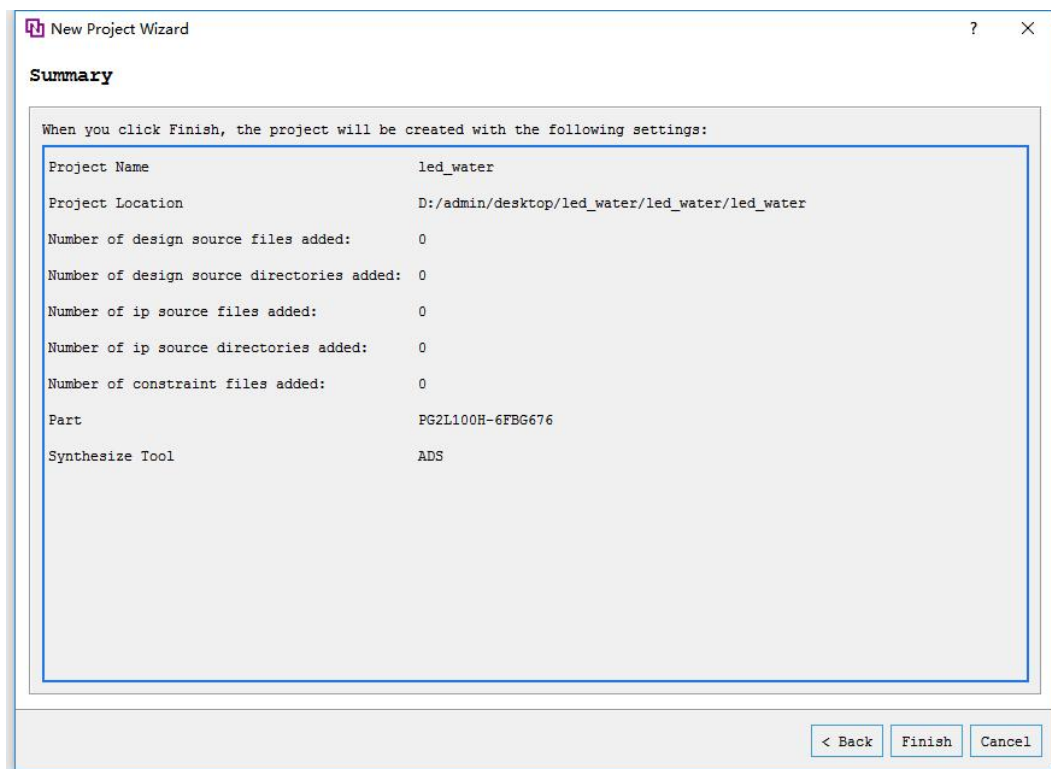 New Project Wizard ? ×
Summary
When you click Finish, the project will be created with the following settings:
Project Name led_water
Project Location D:/admin/desktop/led_water/led_water/led_water
Number of design source files added: 0
Number of design source directories added: 0
Number of ip source files added: 0
Number of ip source directories added: 0
Number of constraint files added: 0
Part PG2L100H-6FBG676
Synthesize Tool ADS
< Back Finish Cancel